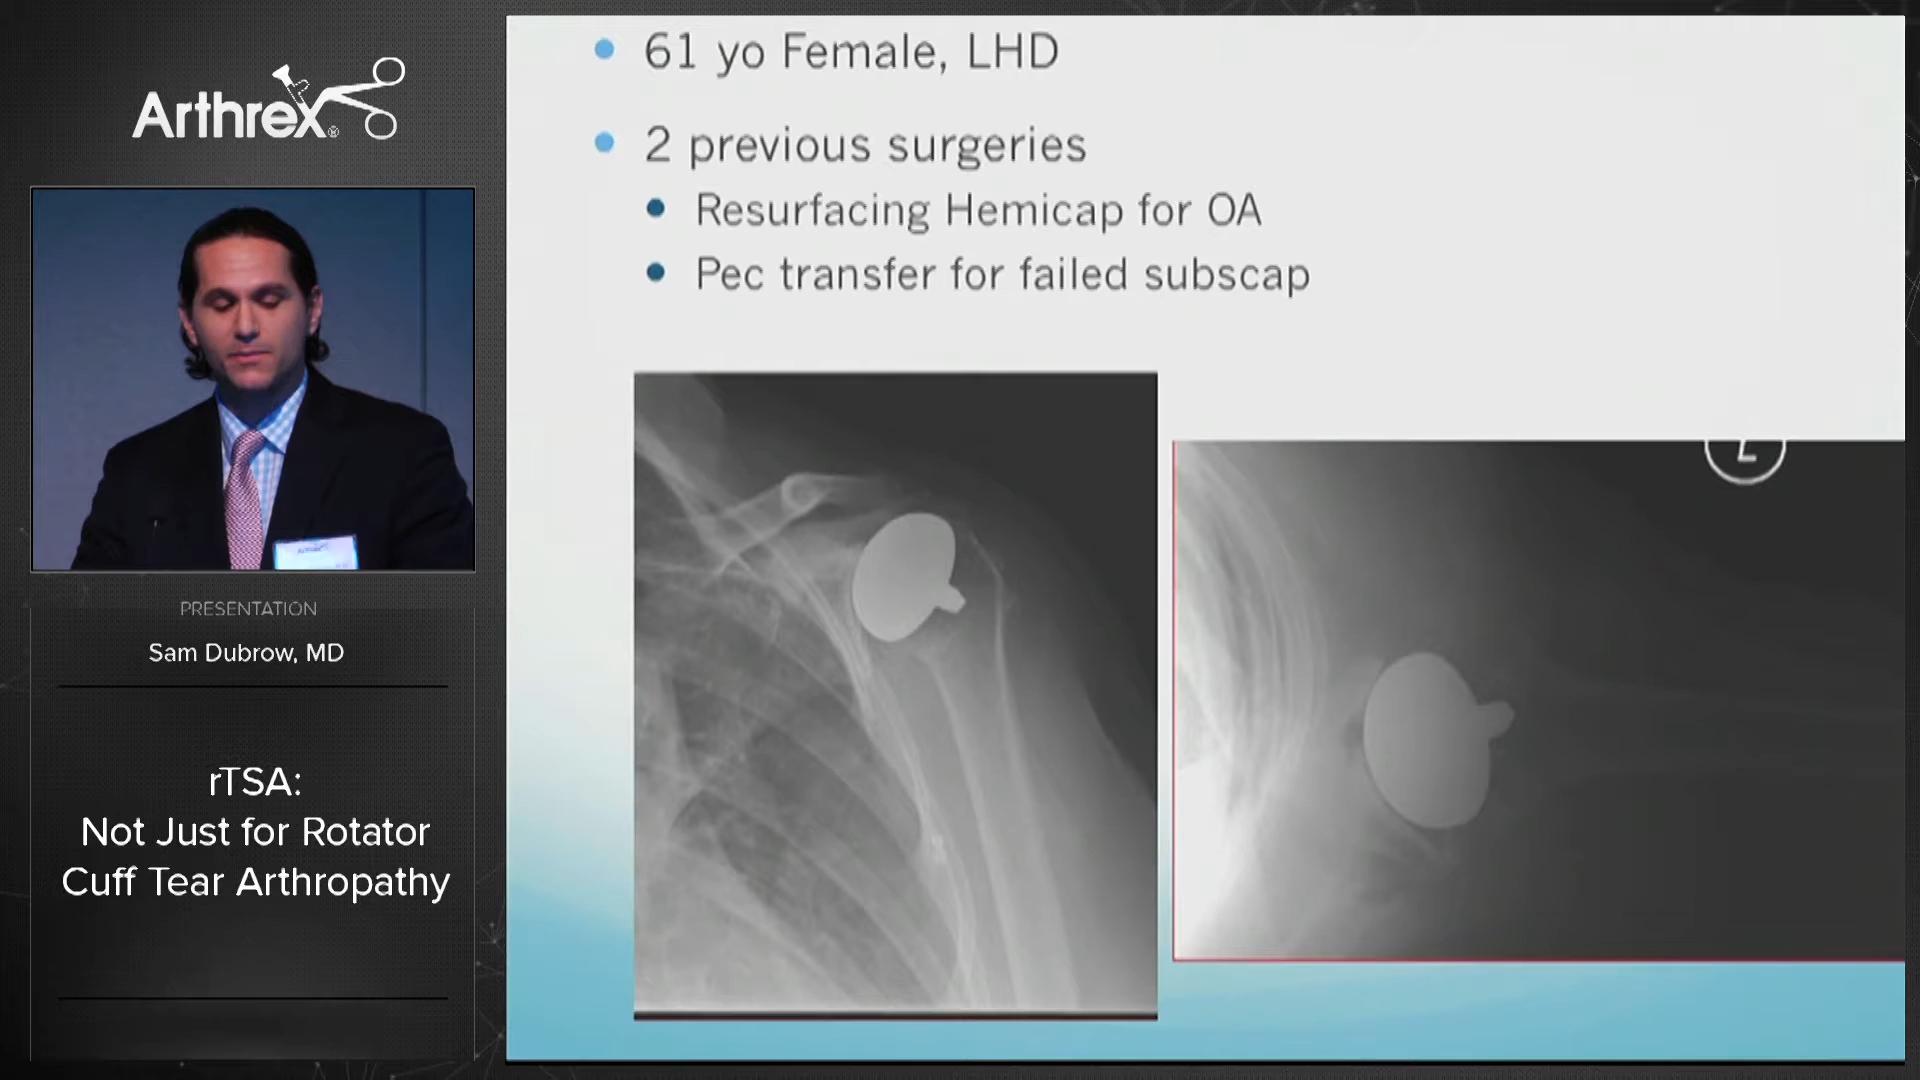 Arthrex®
PRESENTATION
Sam Dubrow, MD
rTSA:
Not Just for Rotator
Cuff Tear Arthropathy
61 yo Female, LHD
2 previous surgeries
Resurfacing Hemicap for OA
Pec transfer for failed subscap
L
Arthrex